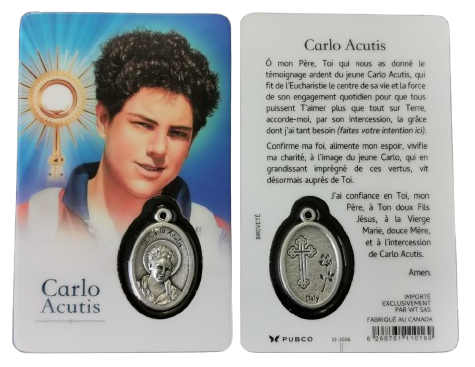 Carlo
Acutis
Carlo Acutis
Carlo Acutis
Ô mon Père, Toi qui nous as donné le
témoignage ardent du jeune Carlo Acutis, qui
fit de l'Eucharistie le centre de sa vie et la force
de son engagement quotidien pour que tous
puissent T'aimer plus que tout sur Terre,
accorde-moi, par son intercession, la grâce
dont j'ai tant besoin (faites votre intention ici).
Confirme ma foi, alimente mon espoir, vivifie
ma charité, à l'image du jeune Carlo, qui en
grandissant imprégné de ces vertus, vit
désormais auprès de Toi.
J'ai confiance en Toi, mon
Père, à Ton doux Fils
Jésus, à la Vierge
Marie, douce Mère,
et à l'intercession
de Carlo Acutis.
Amen.
BREVETÉ
Italy
IMPORTÉ
EXCLUSIVEMENT
PAR WT SAS
FABRIQUÉ AU CANADA
PUBCO
6 268791 110189